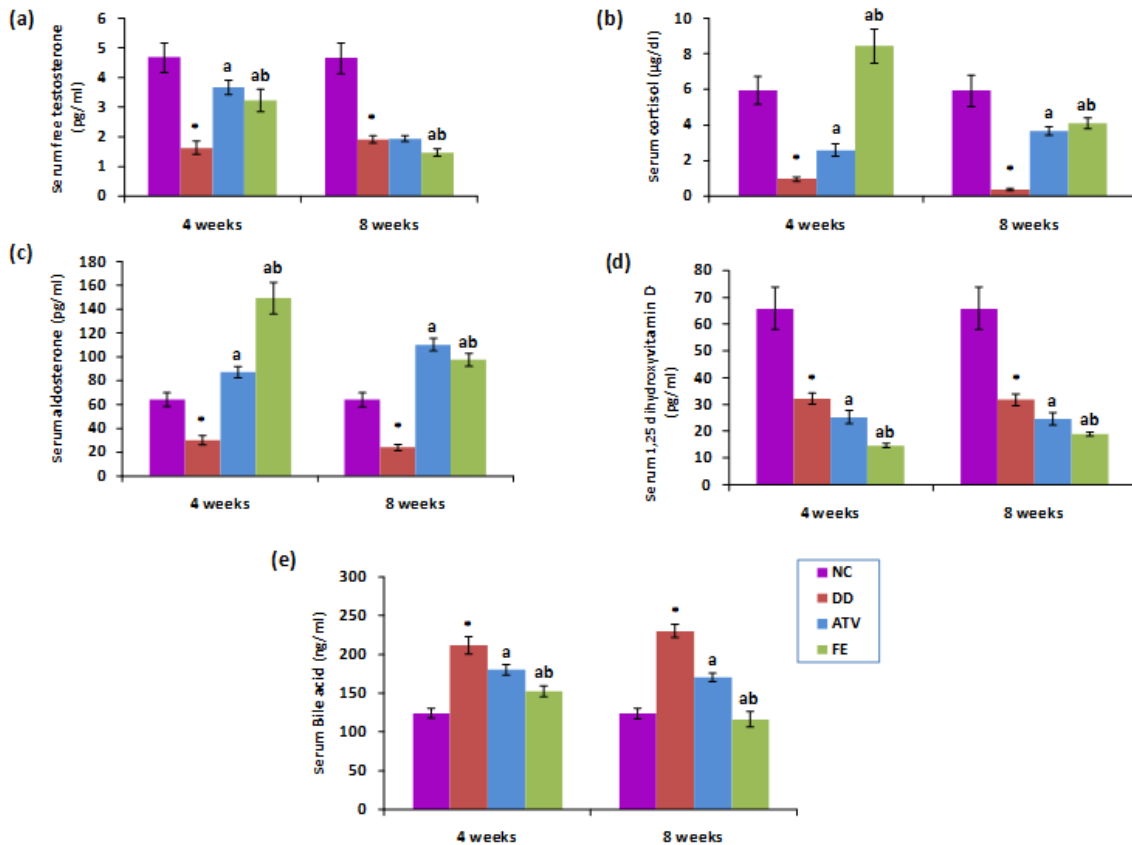 (a)
Serum free testosterone
(pg/ml)
6
5
4
3
2
1
0
*
a
ab
*
ab
4 weeks
8 weeks
(b)
Serum cortisol (µg/dl)
10
8
6
4
2
0
*
a
ab
*
a
ab
4 weeks
8 weeks
(c)
Serum aldosterone (pg/ml)
180
160
140
120
100
80
60
40
20
0
*
a
ab
*
a
ab
4 weeks
8 weeks
(d)
Serum 1,25 dihydroxyvitamin D
(pg/ml)
80
70
60
50
40
30
20
10
0
*
a
ab
*
a
ab
4 weeks
8 weeks
(e)
Serum Bile acid (ng/ml)
300
250
200
150
100
50
0
*
a
ab
*
a
ab
4 weeks
8 weeks
NC
DD
ATV
FE